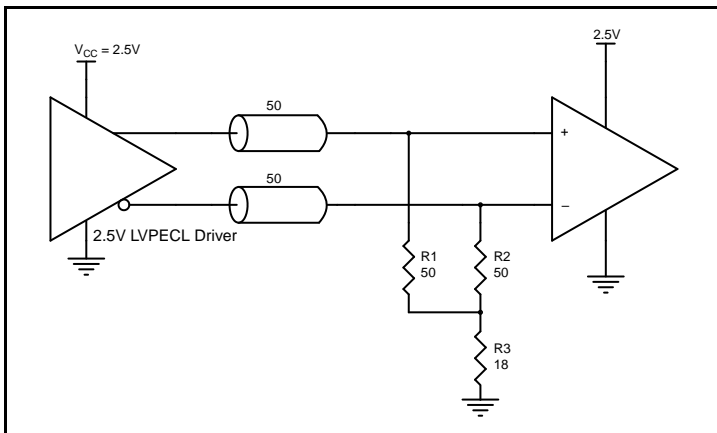 2.5V
V_CC = 2.5V
50
+
50
−
2.5V LVPECL Driver
R1
50
R2
50
R3
18